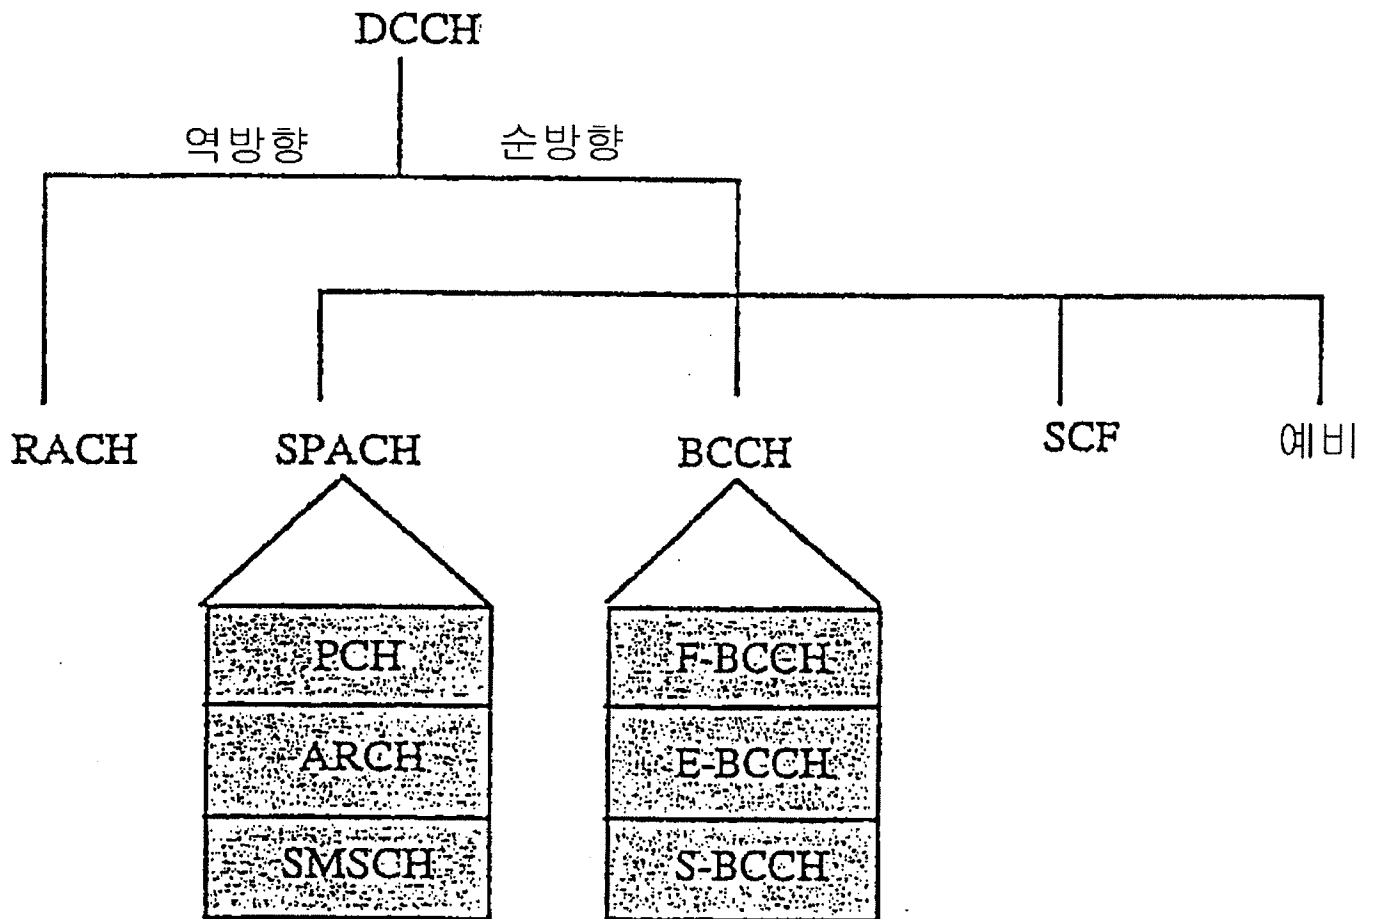 DCCH
역방향
순방향
RACH
SPACH
BCCH
SCF
예비
PCH
F-BCCH
ARCH
E-BCCH
SMSCH
S-BCCH